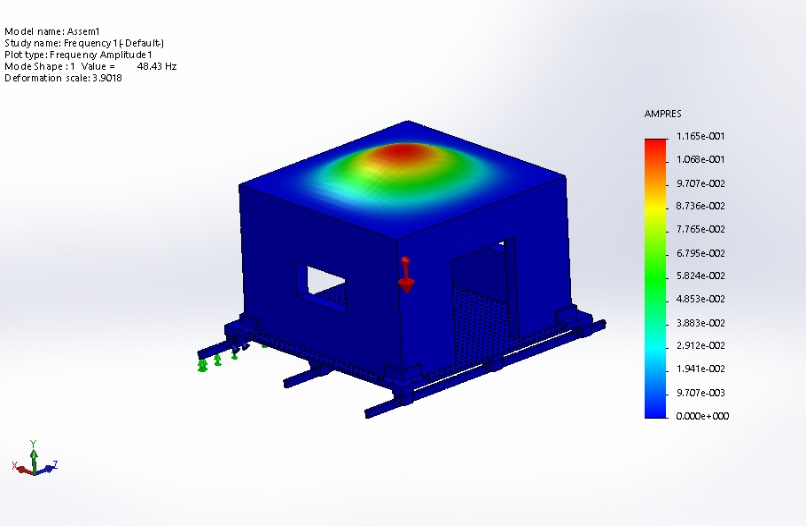 Model name: Assem1
Study name: Frequency 1(-Default-)
Plot type: Frequency Amplitude1
Mode Shape : 1 Value = 48.43 Hz
Deformation scale: 3.9018
AMPRES
1.165e-001
1.068e-001
9.707e-002
8.736e-002
7.765e-002
6.795e-002
5.824e-002
4.853e-002
3.883e-002
2.912e-002
1.941e-002
9.707e-003
0.000e+000
Y
X
Z